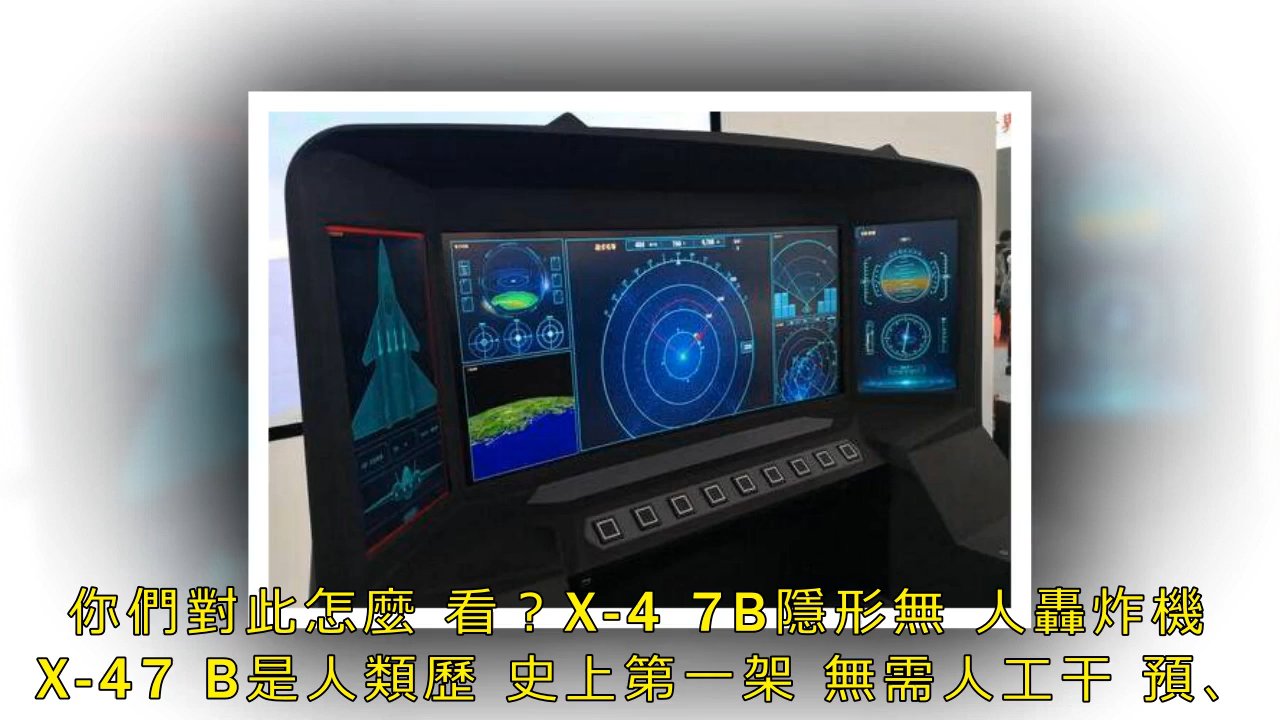 你們對此怎麼 看？X-4 7B隱形無 人轟炸機
X-47 B是人類歷 史上第一架 無需人工干 預、